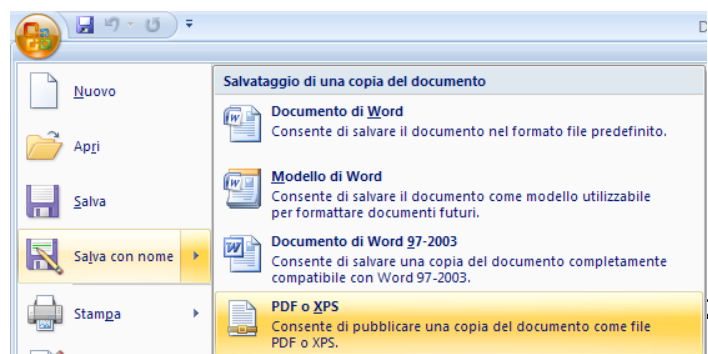 Nuovo
Apri
Salva
Salva con nome
Stampa
Salvataggio di una copia del documento
Documento di Word
Consente di salvare il documento nel formato file predefinito.
Modello di Word
Consente di salvare il documento come modello utilizzabile
per formattare documenti futuri.
Documento di Word 97-2003
Consente di salvare una copia del documento completamente
compatibile con Word 97-2003.
PDF o XPS
Consente di pubblicare una copia del documento come file
PDF o XPS.